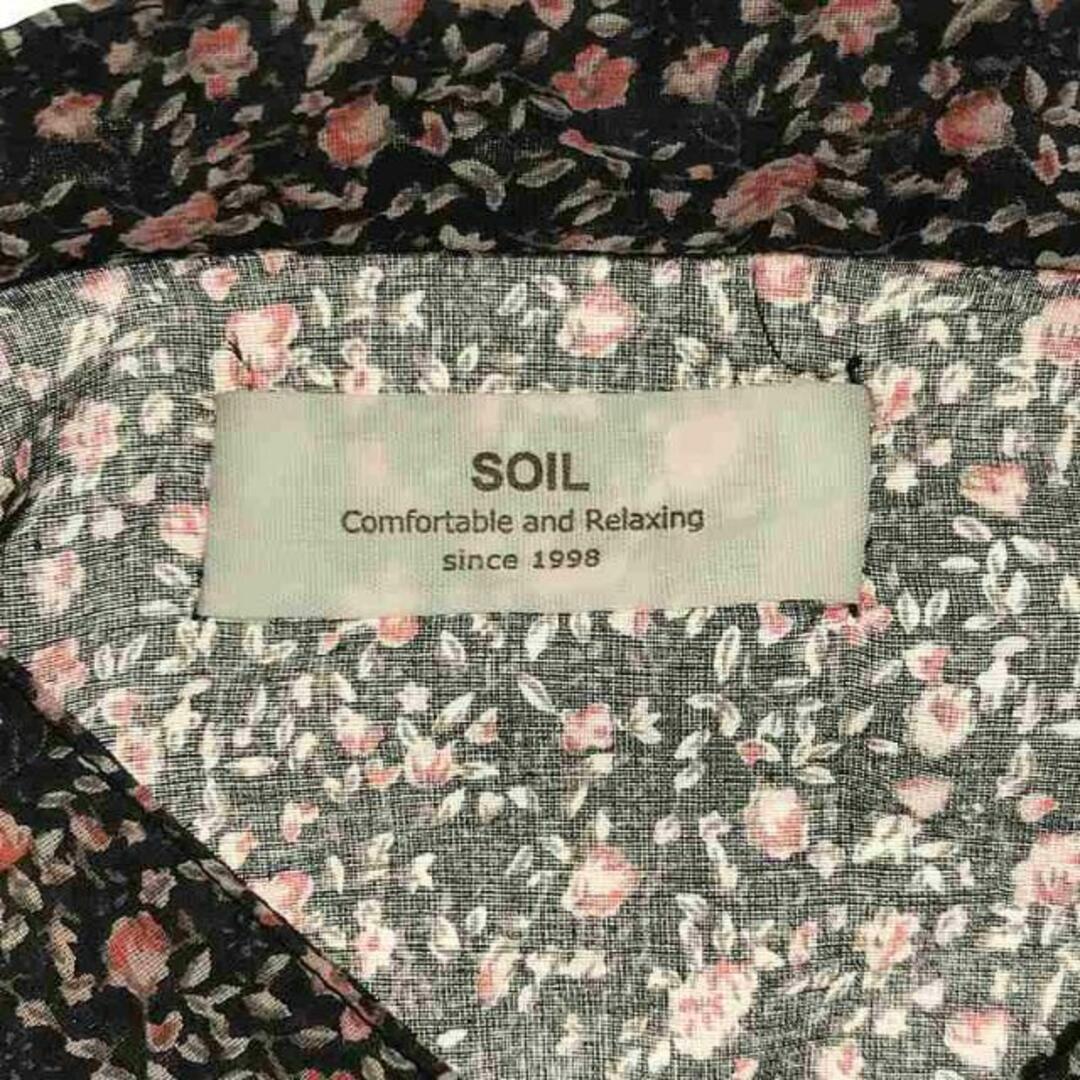 SOIL
Comfortable and Relaxing
since 1998